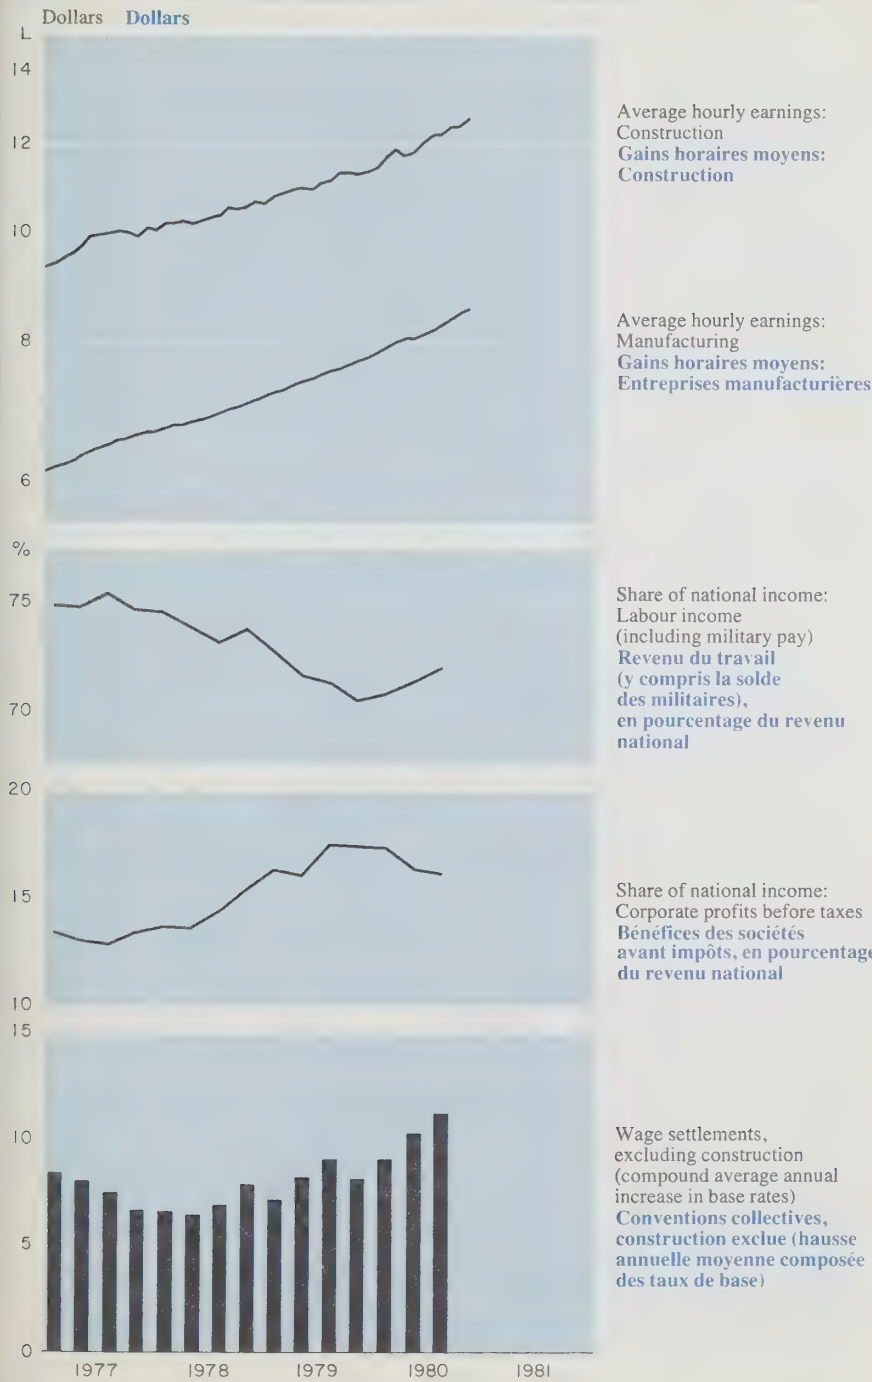 Dollars Dollars
L
14
12
10
8
6
Average hourly earnings:
Construction
Gains horaires moyens:
Construction
Average hourly earnings:
Manufacturing
Gains horaires moyens:
Entreprises manufacturières
%
75
70
Share of national income:
Labour income
(including military pay)
Revenu du travail
(y compris la solde
des militaires),
en pourcentage du revenu
national
20
15
10
Share of national income:
Corporate profits before taxes
Bénéfices des sociétés
avant impôts, en pourcentage
du revenu national
15
10
5
0
Wage settlements,
excluding construction
(compound average annual
increase in base rates)
Conventions collectives,
construction exclue (hausse
annuelle moyenne composée
des taux de base)
1977 1978 1979 1980 1981